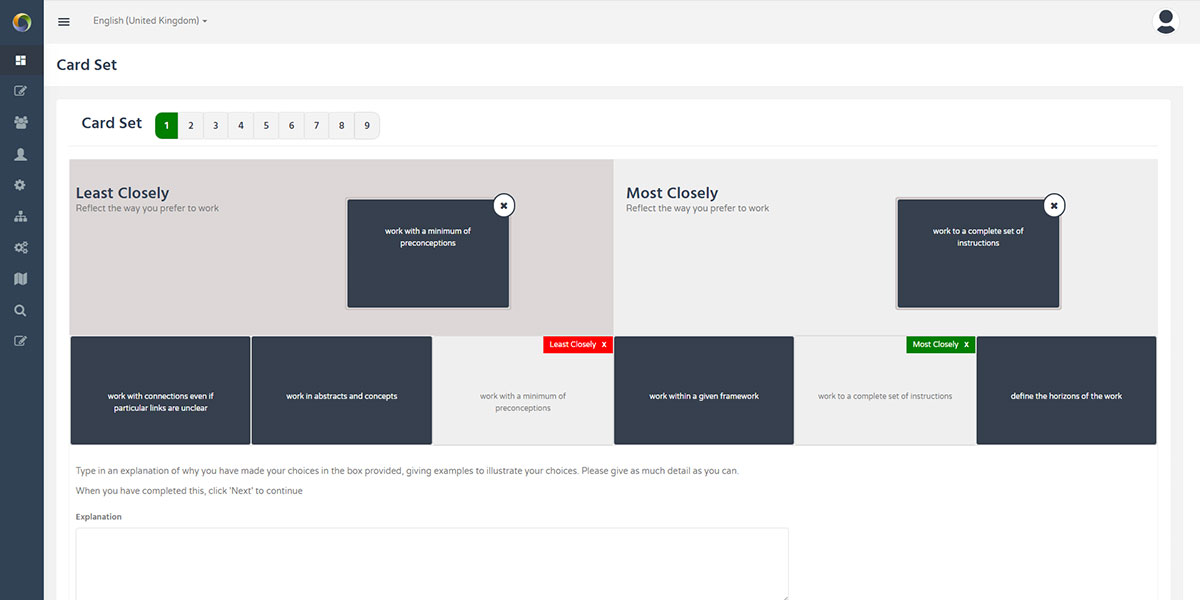 English (United Kingdom)
Card Set
Card Set
1 2 3 4 5 6 7 8 9
Least Closely
Reflect the way you prefer to work
work with a minimum of
preconceptions
Most Closely
Reflect the way you prefer to work
work to a complete set of
instructions
work with connections even if
particular links are unclear
work in abstracts and concepts
Least Closely x
work with a minimum of
preconceptions
work within a given framework
Most Closely x
work to a complete set of instructions
define the horizons of the work
Type in an explanation of why you have made your choices in the box provided, giving examples to illustrate your choices. Please give as much detail as you can.
When you have completed this, click 'Next' to continue
Explanation